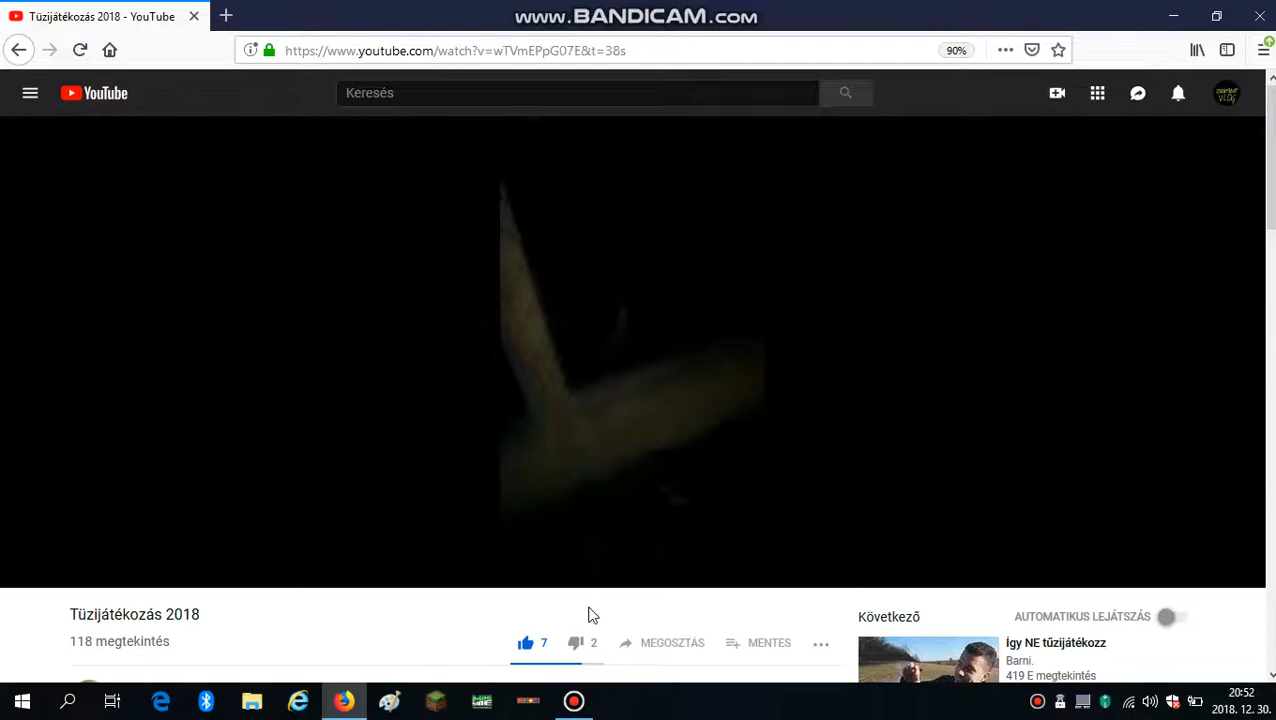 www.BANDICAM.com
Tüzijátékozás 2018 - YouTube
https://www.youtube.com/watch?v=wTVmEPpG07E&t=38s
90%
YouTube
Keresés
Tüzijátékozás 2018
118 megtekintés
7
2
MEGOSZTÁS
MENTES
Következő
AUTOMATIKUS LEJÁTSZÁS
Így NE tűzijátékozz
Barni.
419 E megtekintés
20:52
2018. 12. 30.